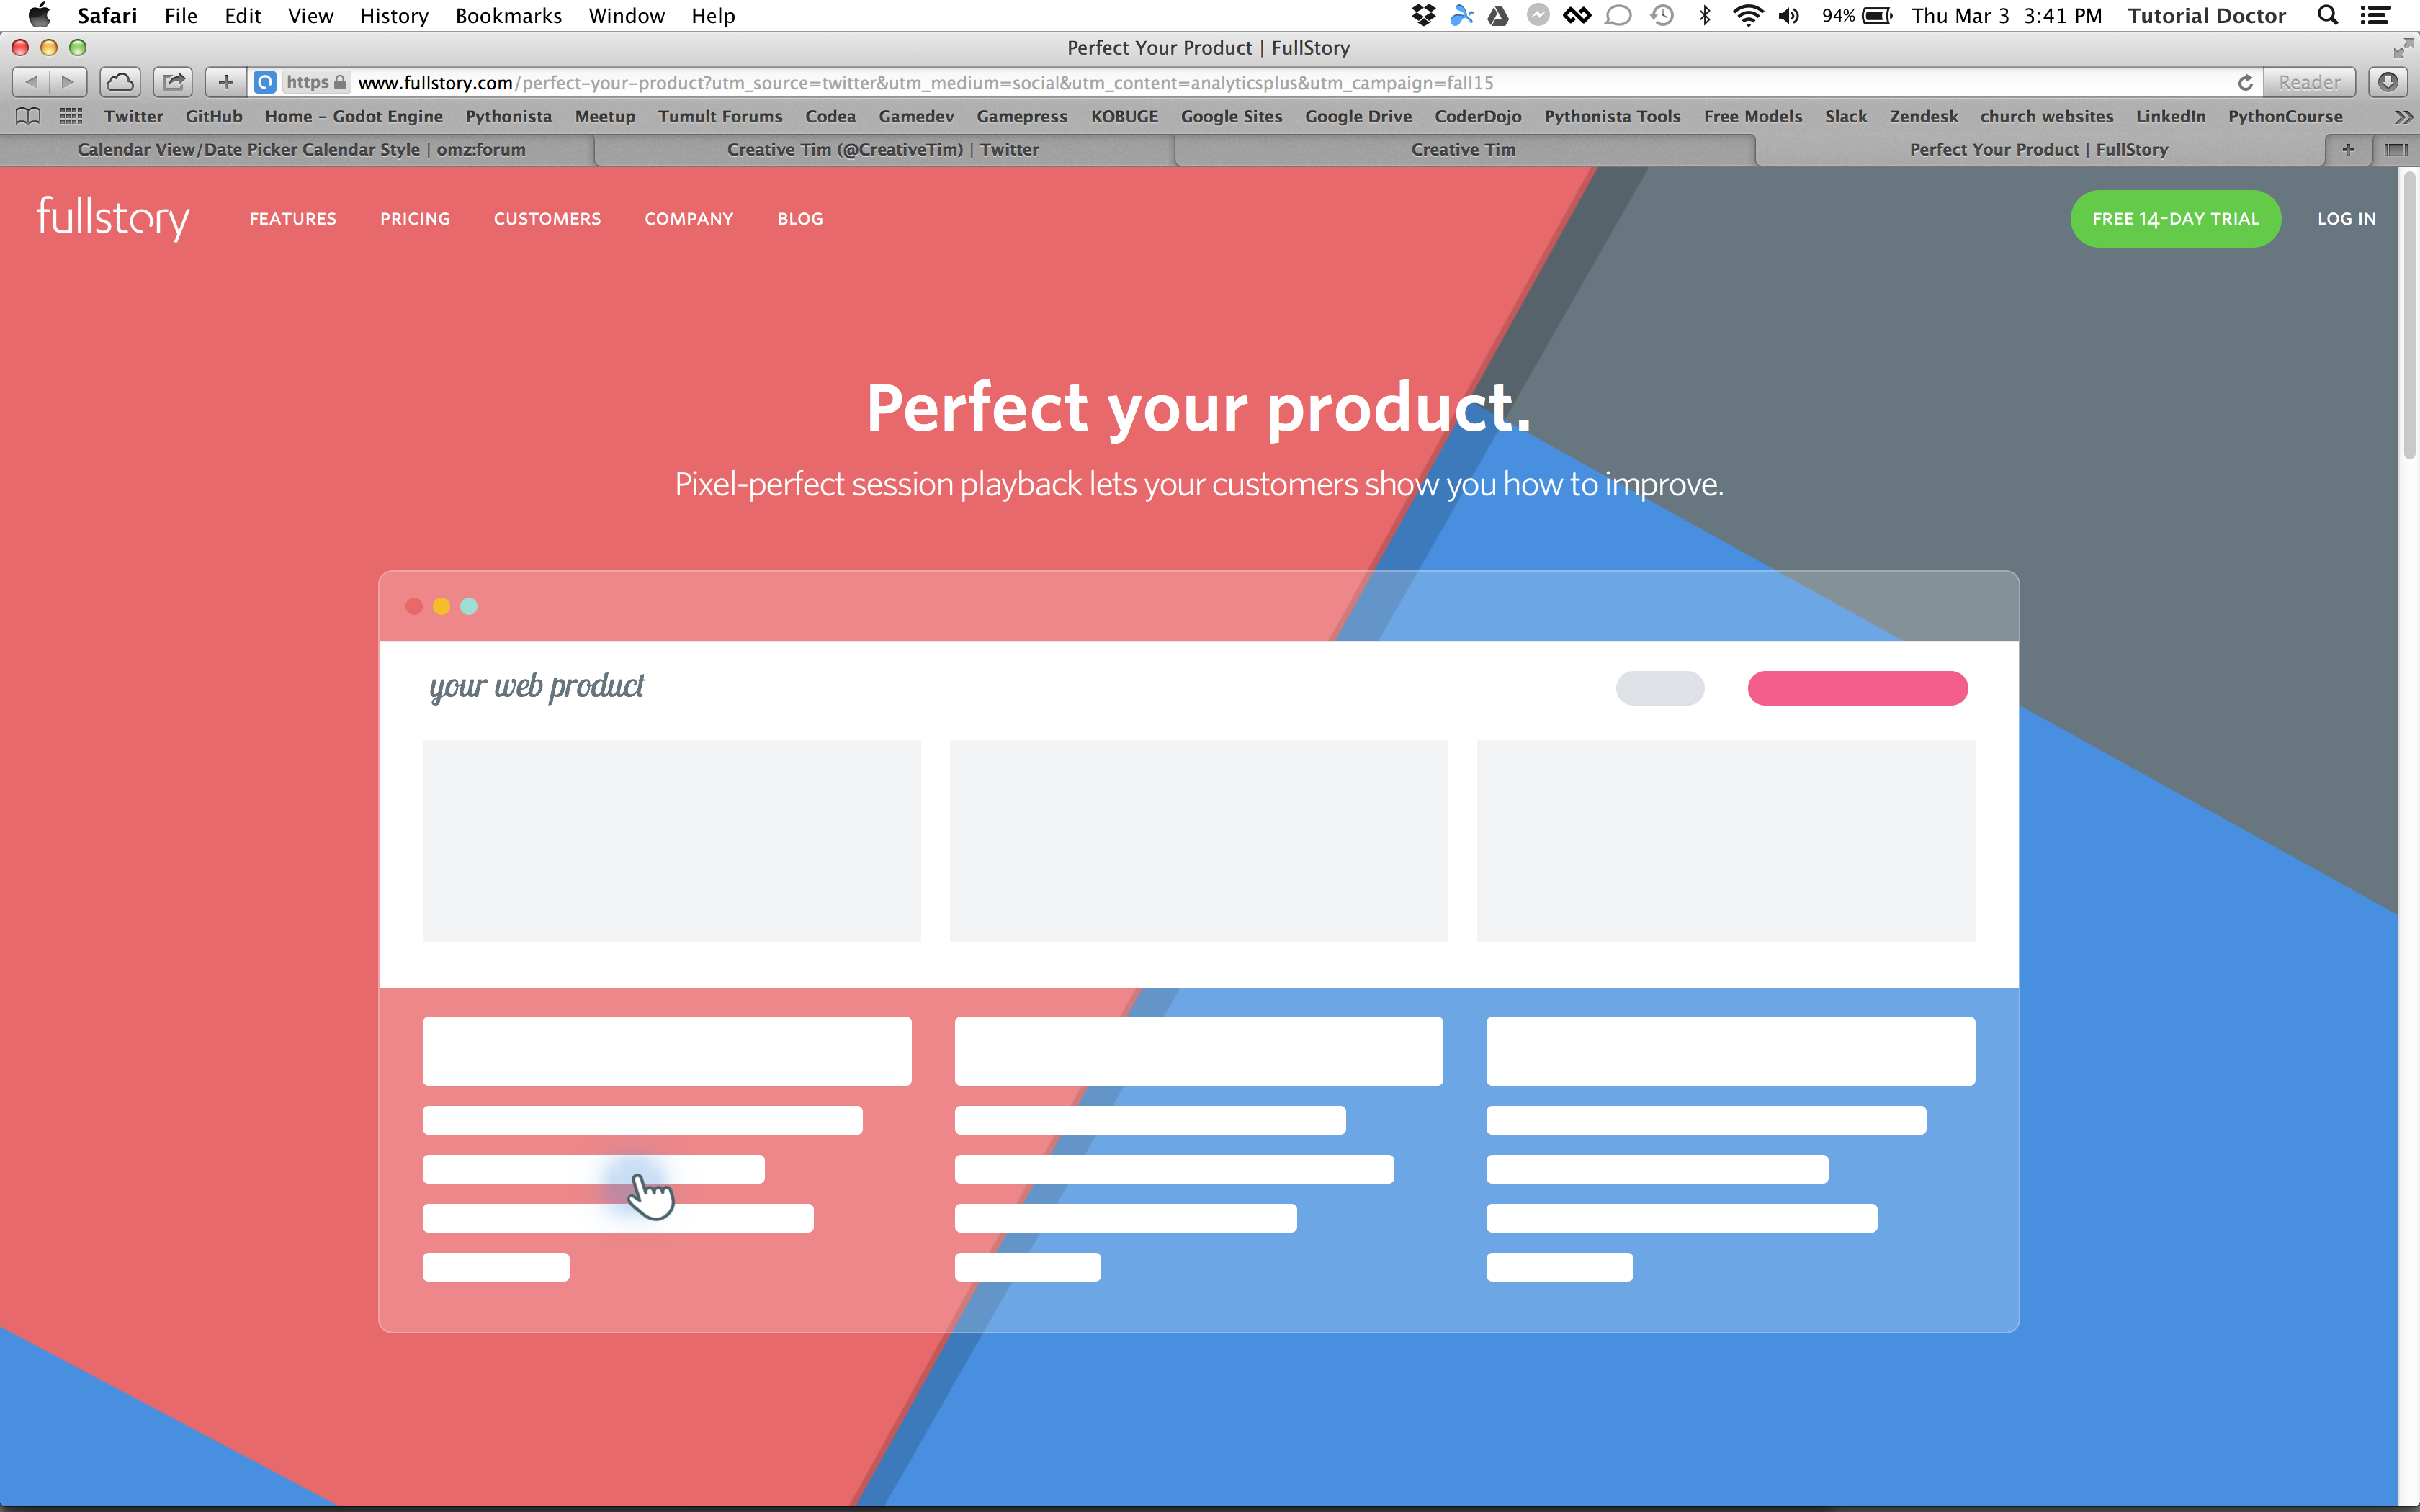 Safari File Edit View History Bookmarks Window Help 94% Thu Mar 3 3:41 PM Tutorial Doctor
Perfect Your Product | FullStory
https www.fullstory.com/perfect-your-product?utm_source=twitter&utm_medium=social&utm_content=analyticsplus&utm_campaign=fall15 Reader
Twitter GitHub Home – Godot Engine Pythonista Meetup Tumult Forums Codea Gamedev Gamepress KOBUGE Google Sites Google Drive CoderDojo Pythonista Tools Free Models Slack Zendesk church websites LinkedIn PythonCourse
Calendar View/Date Picker Calendar Style | omz:forum Creative Tim (@CreativeTim) | Twitter Creative Tim Perfect Your Product | FullStory
fullstory FEATURES PRICING CUSTOMERS COMPANY BLOG FREE 14-DAY TRIAL LOG IN
Perfect your product.
Pixel-perfect session playback lets your customers show you how to improve.
your web product